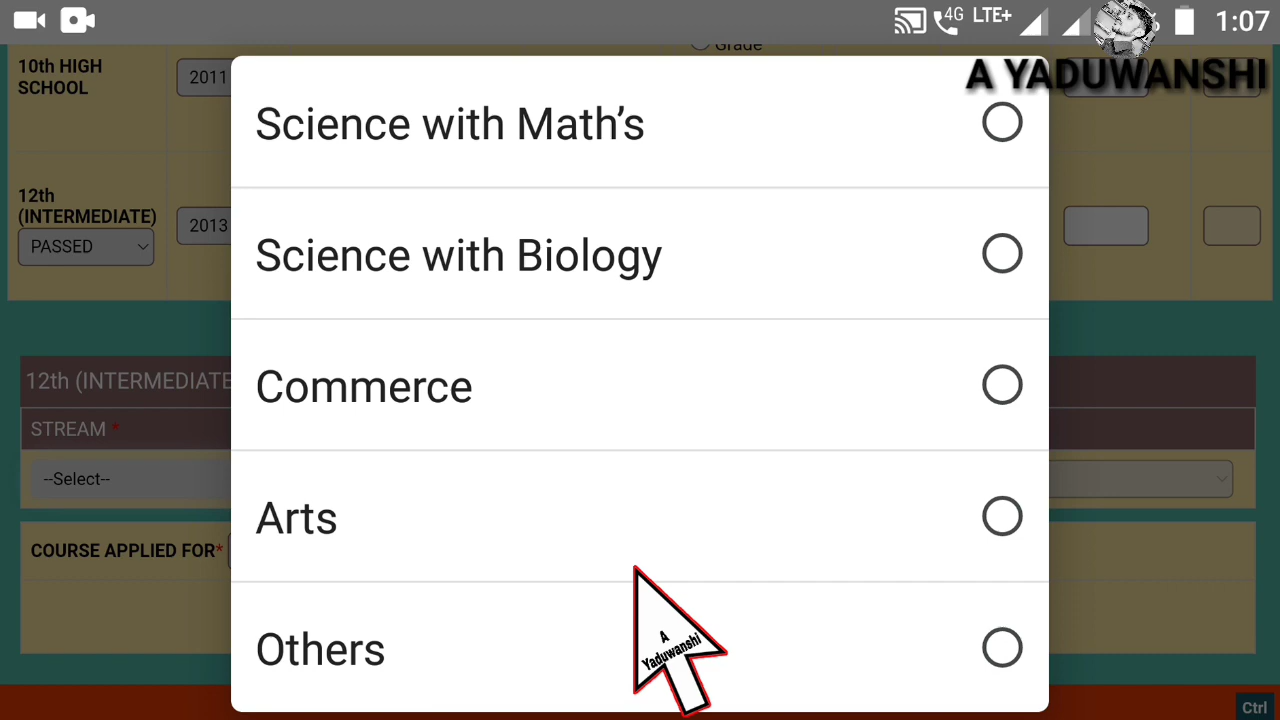 4G LTE+ 1:07
A YADUWANSHI
Grade
10th HIGH
SCHOOL
2011
Science with Math’s
12th
(INTERMEDIATE)
PASSED
2013
Science with Biology
Commerce
12th (INTERMEDIATE
STREAM *
--Select--
Arts
COURSE APPLIED FOR*
Others
A
Yaduwanshi
Ctrl